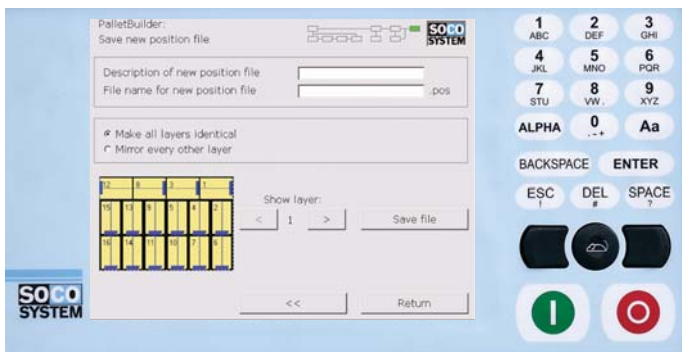 PalletBuilder:
Save new position file
SOCO
SYSTEM
Description of new position file
File name for new position file .pos
Make all layers identical
Mirror every other layer
12 8 3 1
15 13 9 5 4 2
16 14 11 10 7 6
Show layer:
< 1 > Save file
<< Return
SOCO
SYSTEM
1 2 3
ABC DEF GHI
4 5 6
JKL MNO PQR
7 8 9
STU VW. XYZ
ALPHA 0 Aa
.-+
BACKSPACE ENTER
ESC DEL SPACE
! # ?